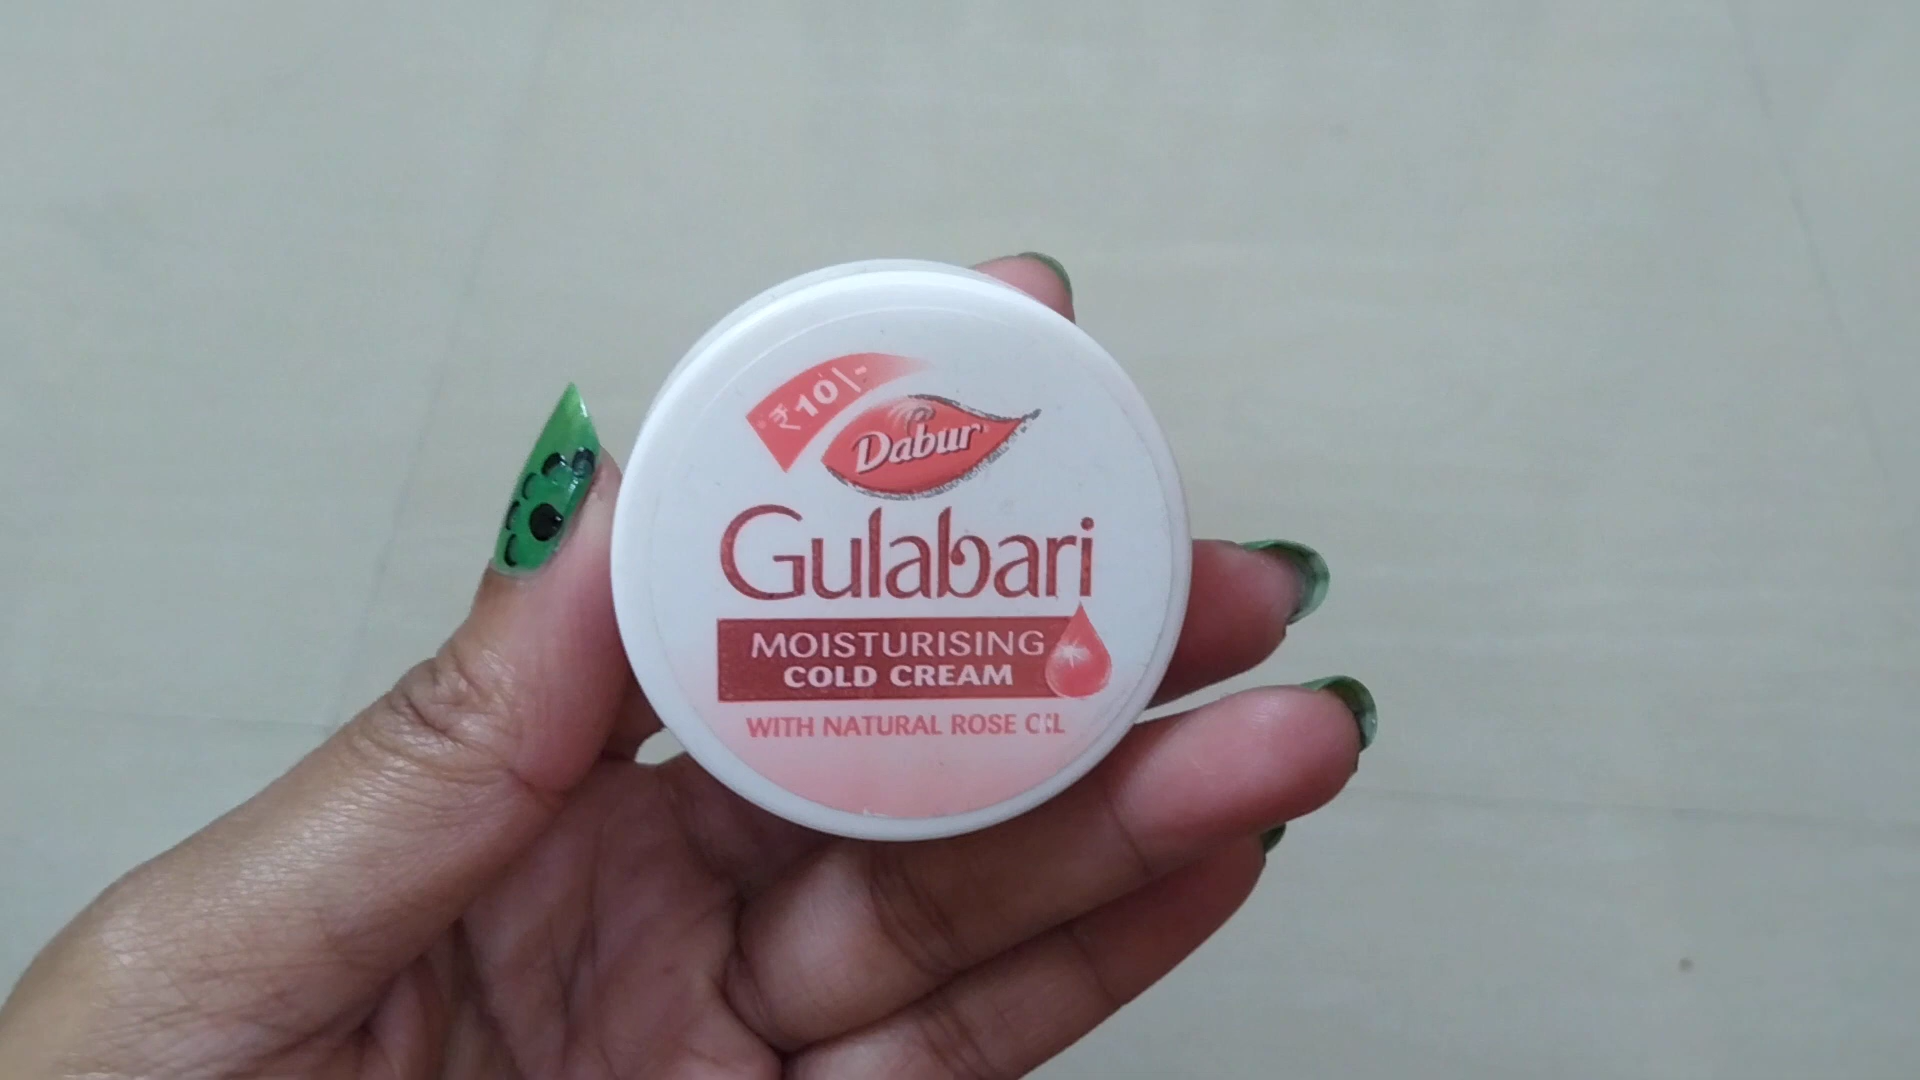 ₹10/-
Dabur
Gulabari
MOISTURISING
COLD CREAM
WITH NATURAL ROSE OIL